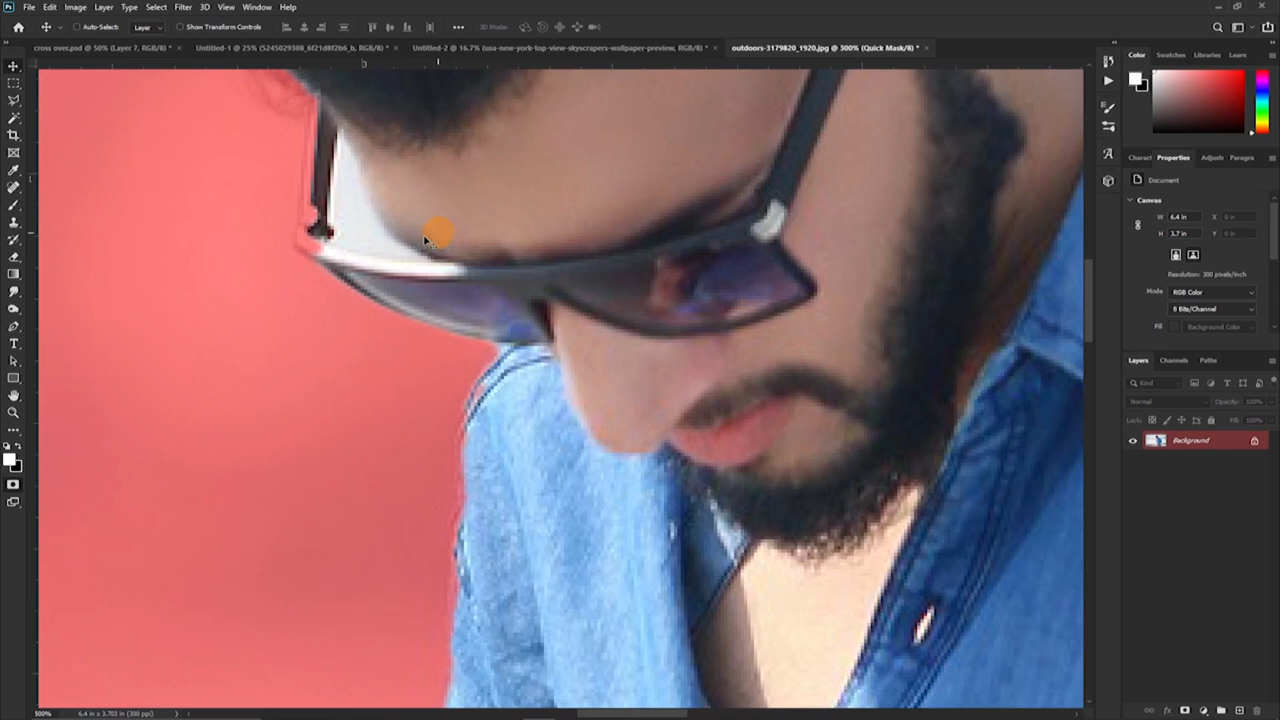 Ps File Edit Image Layer Type Select Filter 3D View Window Help
Auto-Select: Layer Show Transform Controls 3D Mode:
cross over.psd @ 50% (Layer 7, RGB/8) * × Untitled-1 @ 25% (5245029308_6f21d8f2b6_b, RGB/8) * × Untitled-2 @ 16.7% (usa-new-york-top-view-skyscrapers-wallpaper-preview, RGB/8) * × outdoors-3179820_1920.jpg @ 300% (Quick Mask/8) * ×
Color Swatches Libraries Learn
Charac Properties Adjustr Paragra
Document
Canvas
W 6.4 in X 0 in
H 3.7 in Y 0 in
Resolution: 300 pixels/inch
Mode RGB Color
8 Bits/Channel
Fill Background Color
Layers Channels Paths
Kind
Normal Opacity: 100%
Lock: Fill: 100%
Background
500% 6.4 in x 3.703 in (300 ppi)